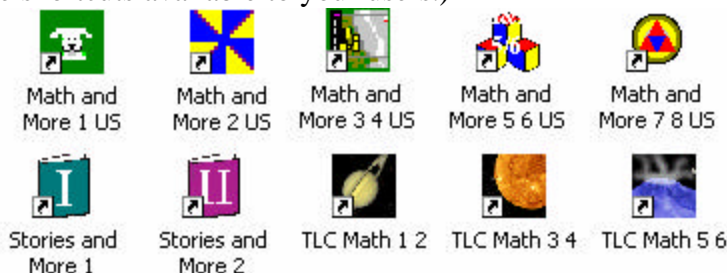 Math and
More 1 US
Math and
More 2 US
Math and
More 3 4 US
Math and
More 5 6 US
Math and
More 7 8 US
I
Stories and
More 1
II
Stories and
More 2
TLC Math 1 2
TLC Math 3 4
TLC Math 5 6